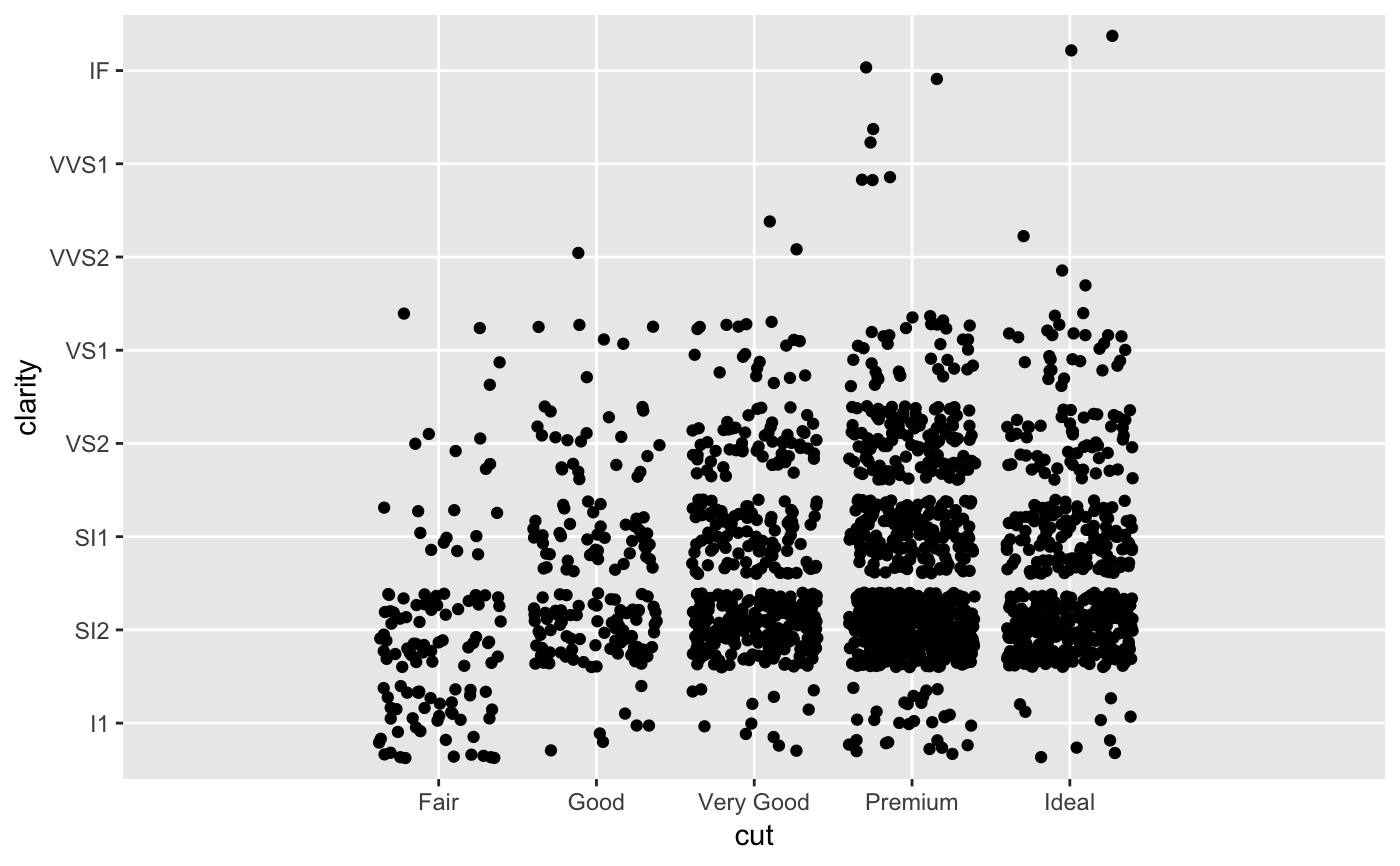 clarity
IF
VVS1
VVS2
VS1
VS2
SI1
SI2
I1
Fair Good Very Good Premium Ideal
cut